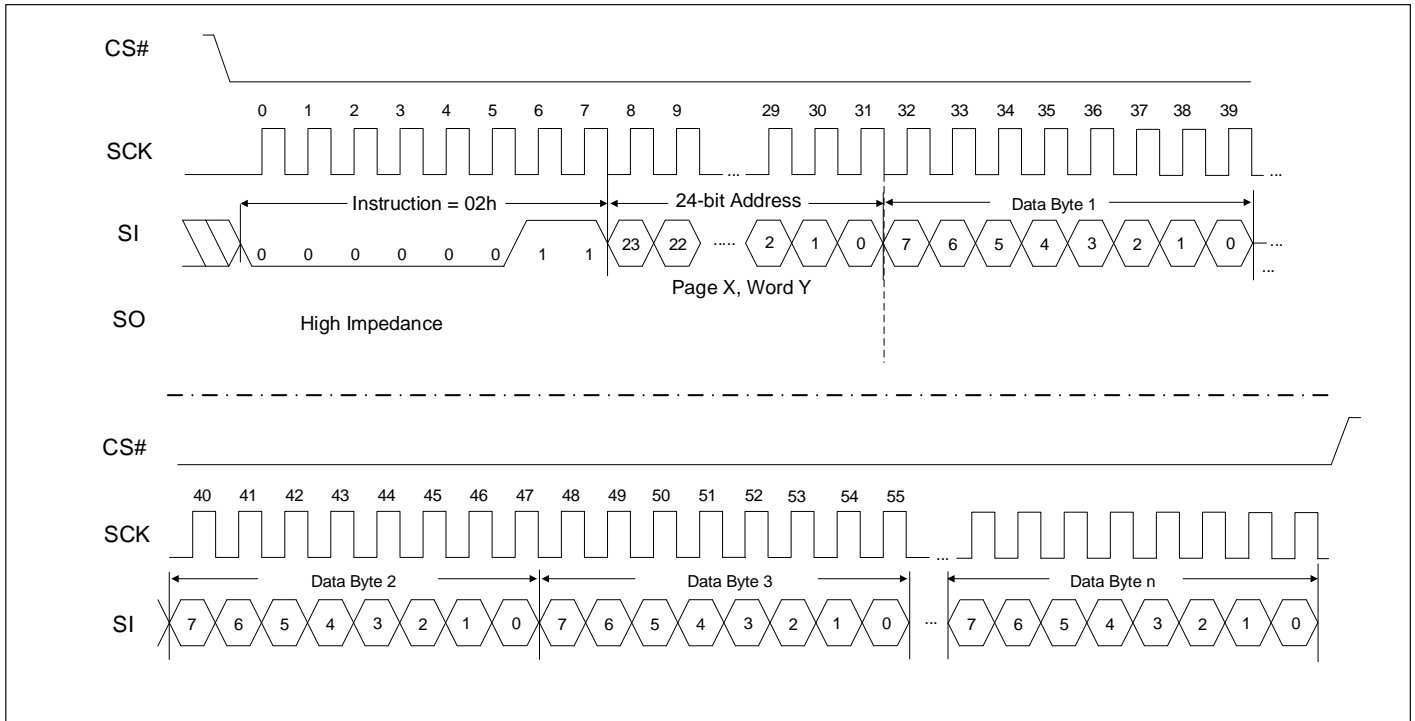 CS#
0 1 2 3 4 5 6 7 8 9 29 30 31 32 33 34 35 36 37 38 39
SCK
... ...
Instruction = 02h 24-bit Address Data Byte 1
SI
0 0 0 0 0 0 1 1 23 22 ..... 2 1 0 7 6 5 4 3 2 1 0 ...
...
Page X, Word Y
SO
High Impedance
CS#
40 41 42 43 44 45 46 47 48 49 50 51 52 53 54 55
SCK
...
Data Byte 2 Data Byte 3 Data Byte n
SI
7 6 5 4 3 2 1 0 7 6 5 4 3 2 1 0 ... 7 6 5 4 3 2 1 0